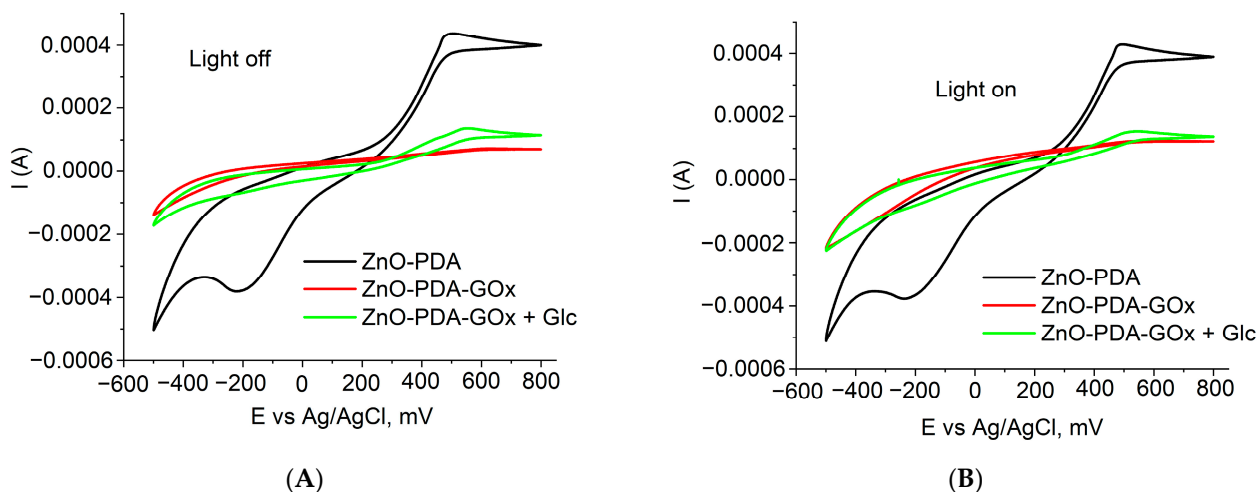 Light off
I (A)
0.0004
0.0002
0.0000
−0.0002
−0.0004
−0.0006
ZnO-PDA
ZnO-PDA-GOx
ZnO-PDA-GOx + Glc
−600 −400 −200 0 200 400 600 800
E vs Ag/AgCl, mV
(A)
Light on
I (A)
0.0004
0.0002
0.0000
−0.0002
−0.0004
−0.0006
ZnO-PDA
ZnO-PDA-GOx
ZnO-PDA-GOx + Glc
−600 −400 −200 0 200 400 600 800
E vs Ag/AgCl, mV
(B)